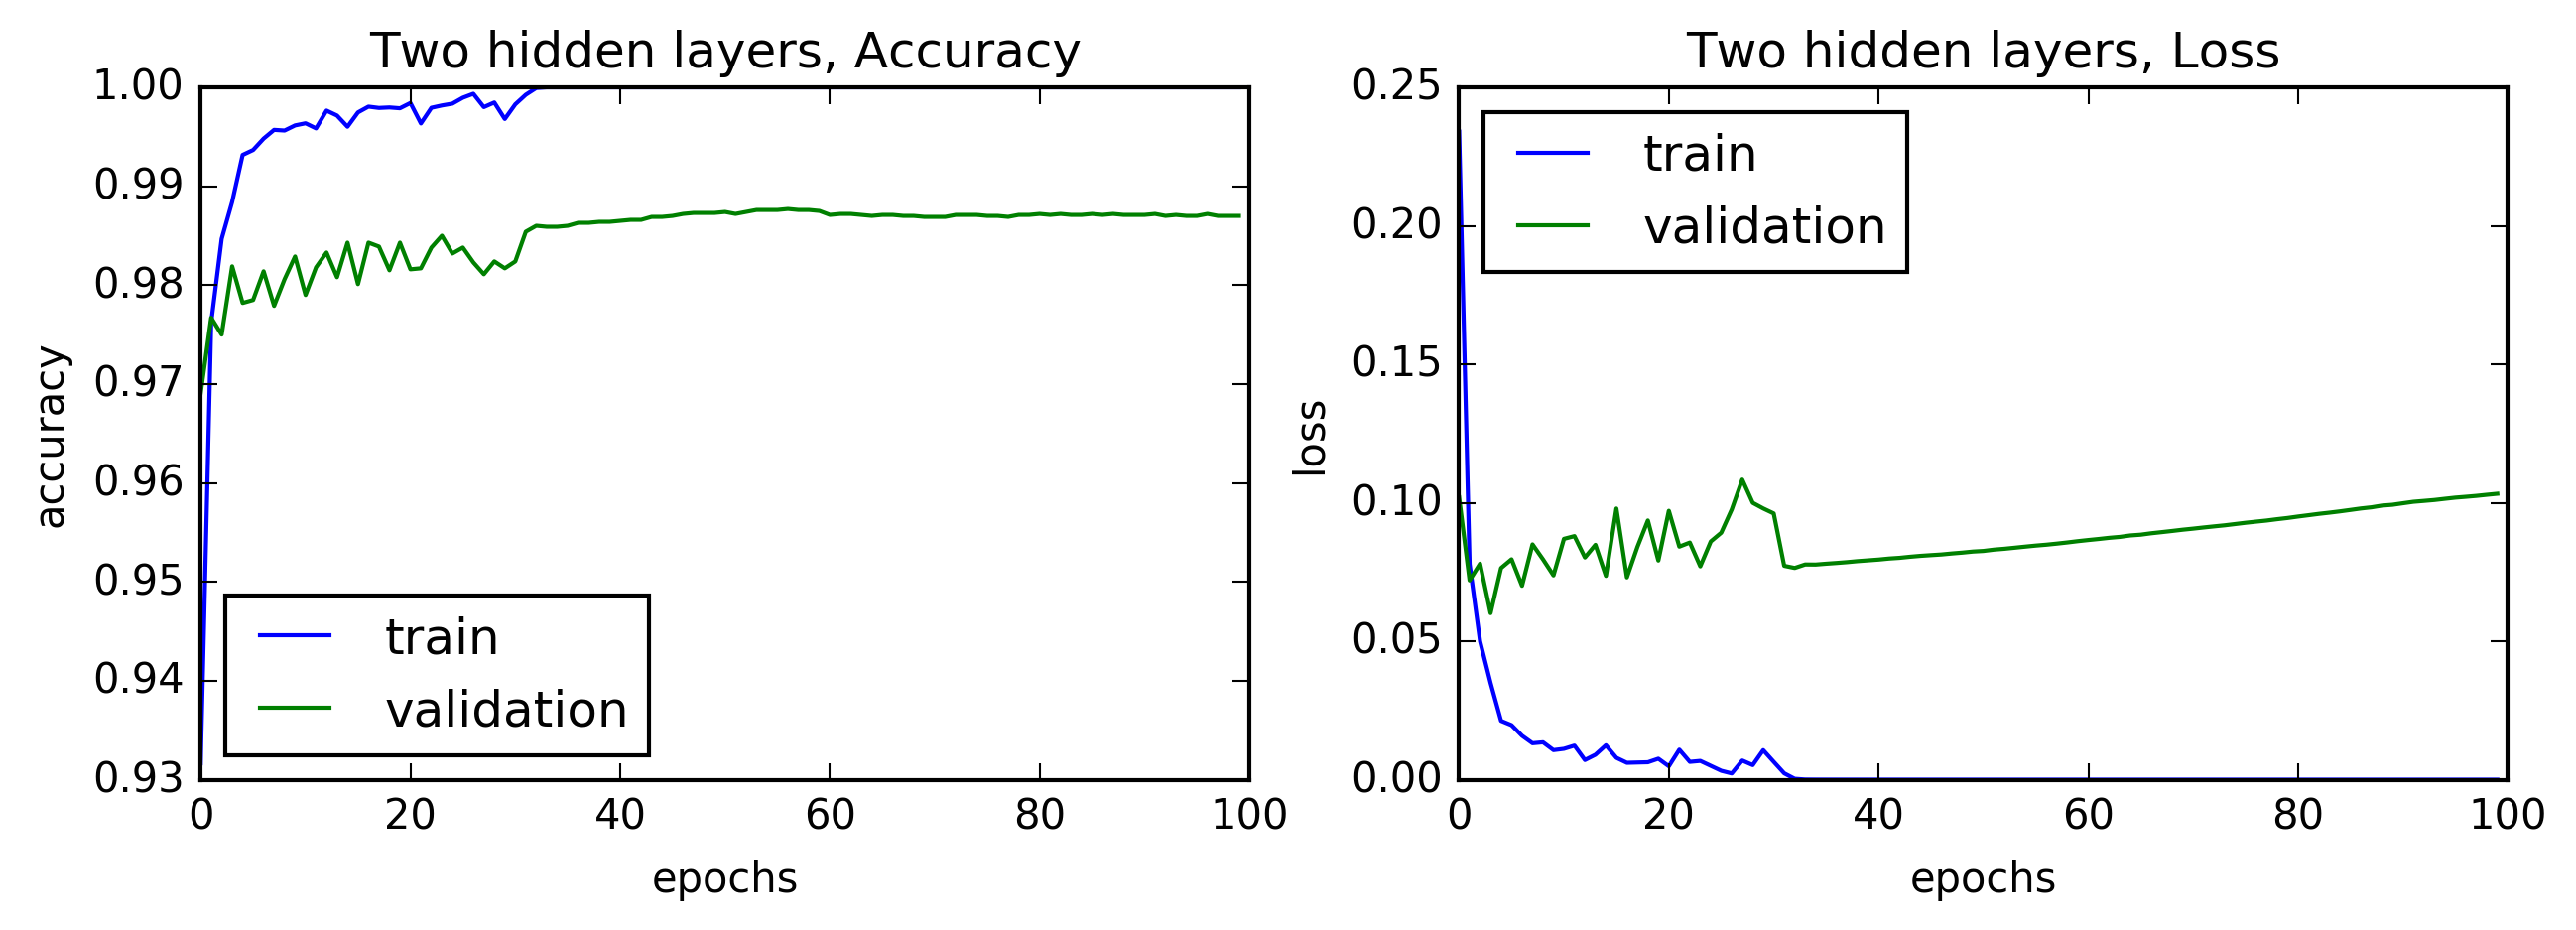 Two hidden layers, Accuracy
1.00
0.99
0.98
0.97
0.96
0.95
0.94
0.93
accuracy
train
validation
0 20 40 60 80 100
epochs
Two hidden layers, Loss
0.25
0.20
0.15
0.10
0.05
0.00
loss
train
validation
0 20 40 60 80 100
epochs